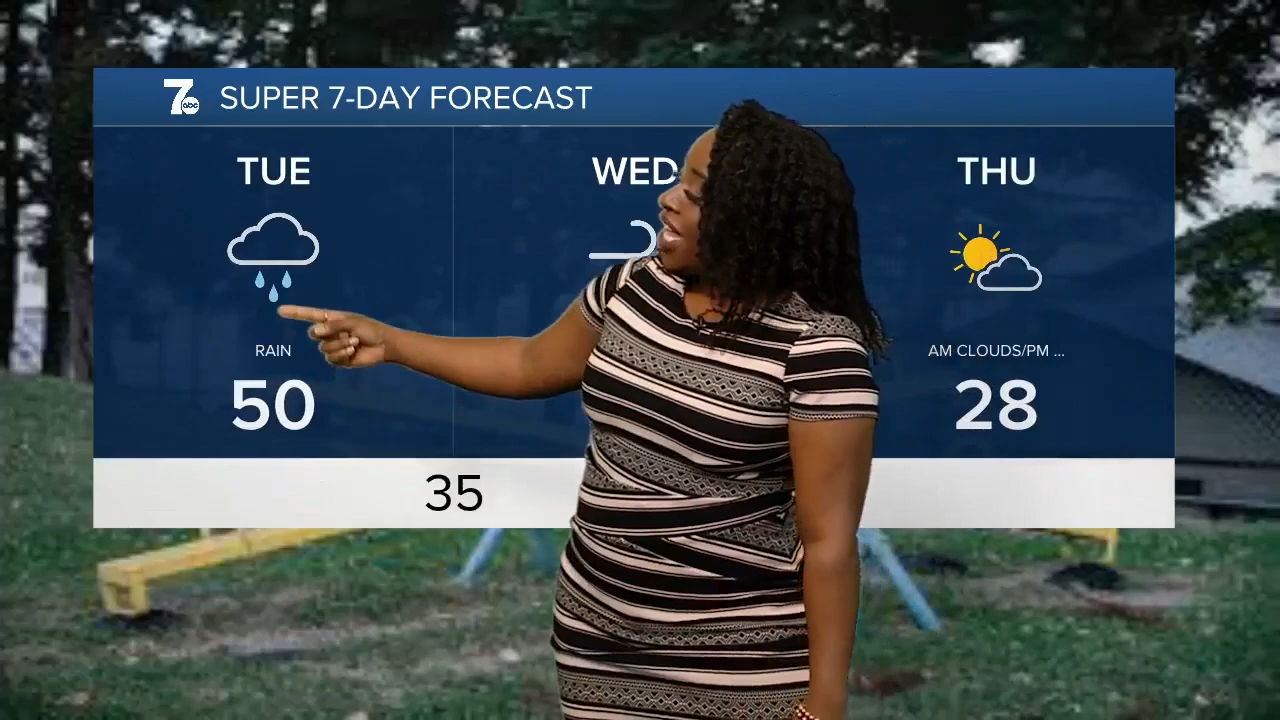 7 abc SUPER 7-DAY FORECAST
TUE WED THU
RAIN AM CLOUDS/PM ...
50 28
35